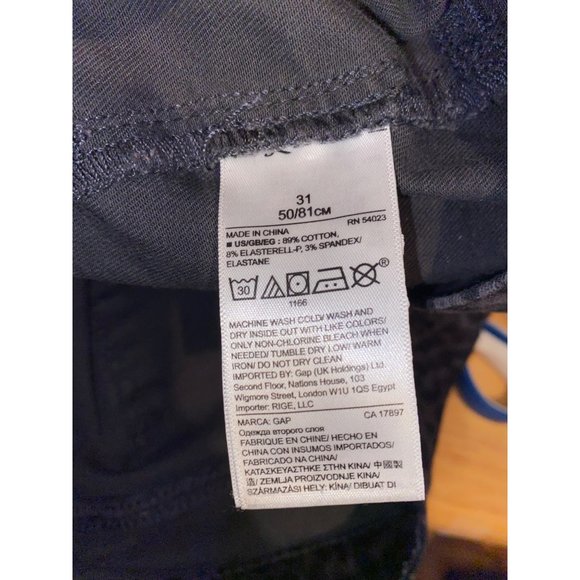 31
50/81CM
RN 54023
MADE IN CHINA
■ US/GB/EG : 89% COTTON,
8% ELASTERELL-P, 3% SPANDEX/
ELASTANE
30
®
1166
MACHINE WASH COLD/ WASH AND
DRY INSIDE OUT WITH LIKE COLORS/
ONLY NON-CHLORINE BLEACH WHEN
NEEDED/ TUMBLE DRY LOW/ WARM
IRON/ DO NOT DRY CLEAN
IMPORTED BY: Gap (UK Holdings) Ltd.
Second Floor, Nations House, 103
Wigmore Street, London W1U 1QS Egypt
Importer: RIGE, LLC
MARCA: GAP CA 17897
Одежда второго слоя
FABRIQUE EN CHINE/ HECHO EN
CHINA CON INSUMOS IMPORTADOS/
FABRICADO NA CHINA/
ΚΑΤΑΣΚΕΥΑΣΤΗΚΕ ΣΤΗΝ ΚΙΝΑ/ 中国
制造/ ZEMLJA PROIZVODNJE KINA/
SZÁRMAZÁSI HELY: KÍNA/ DIBUAT DI